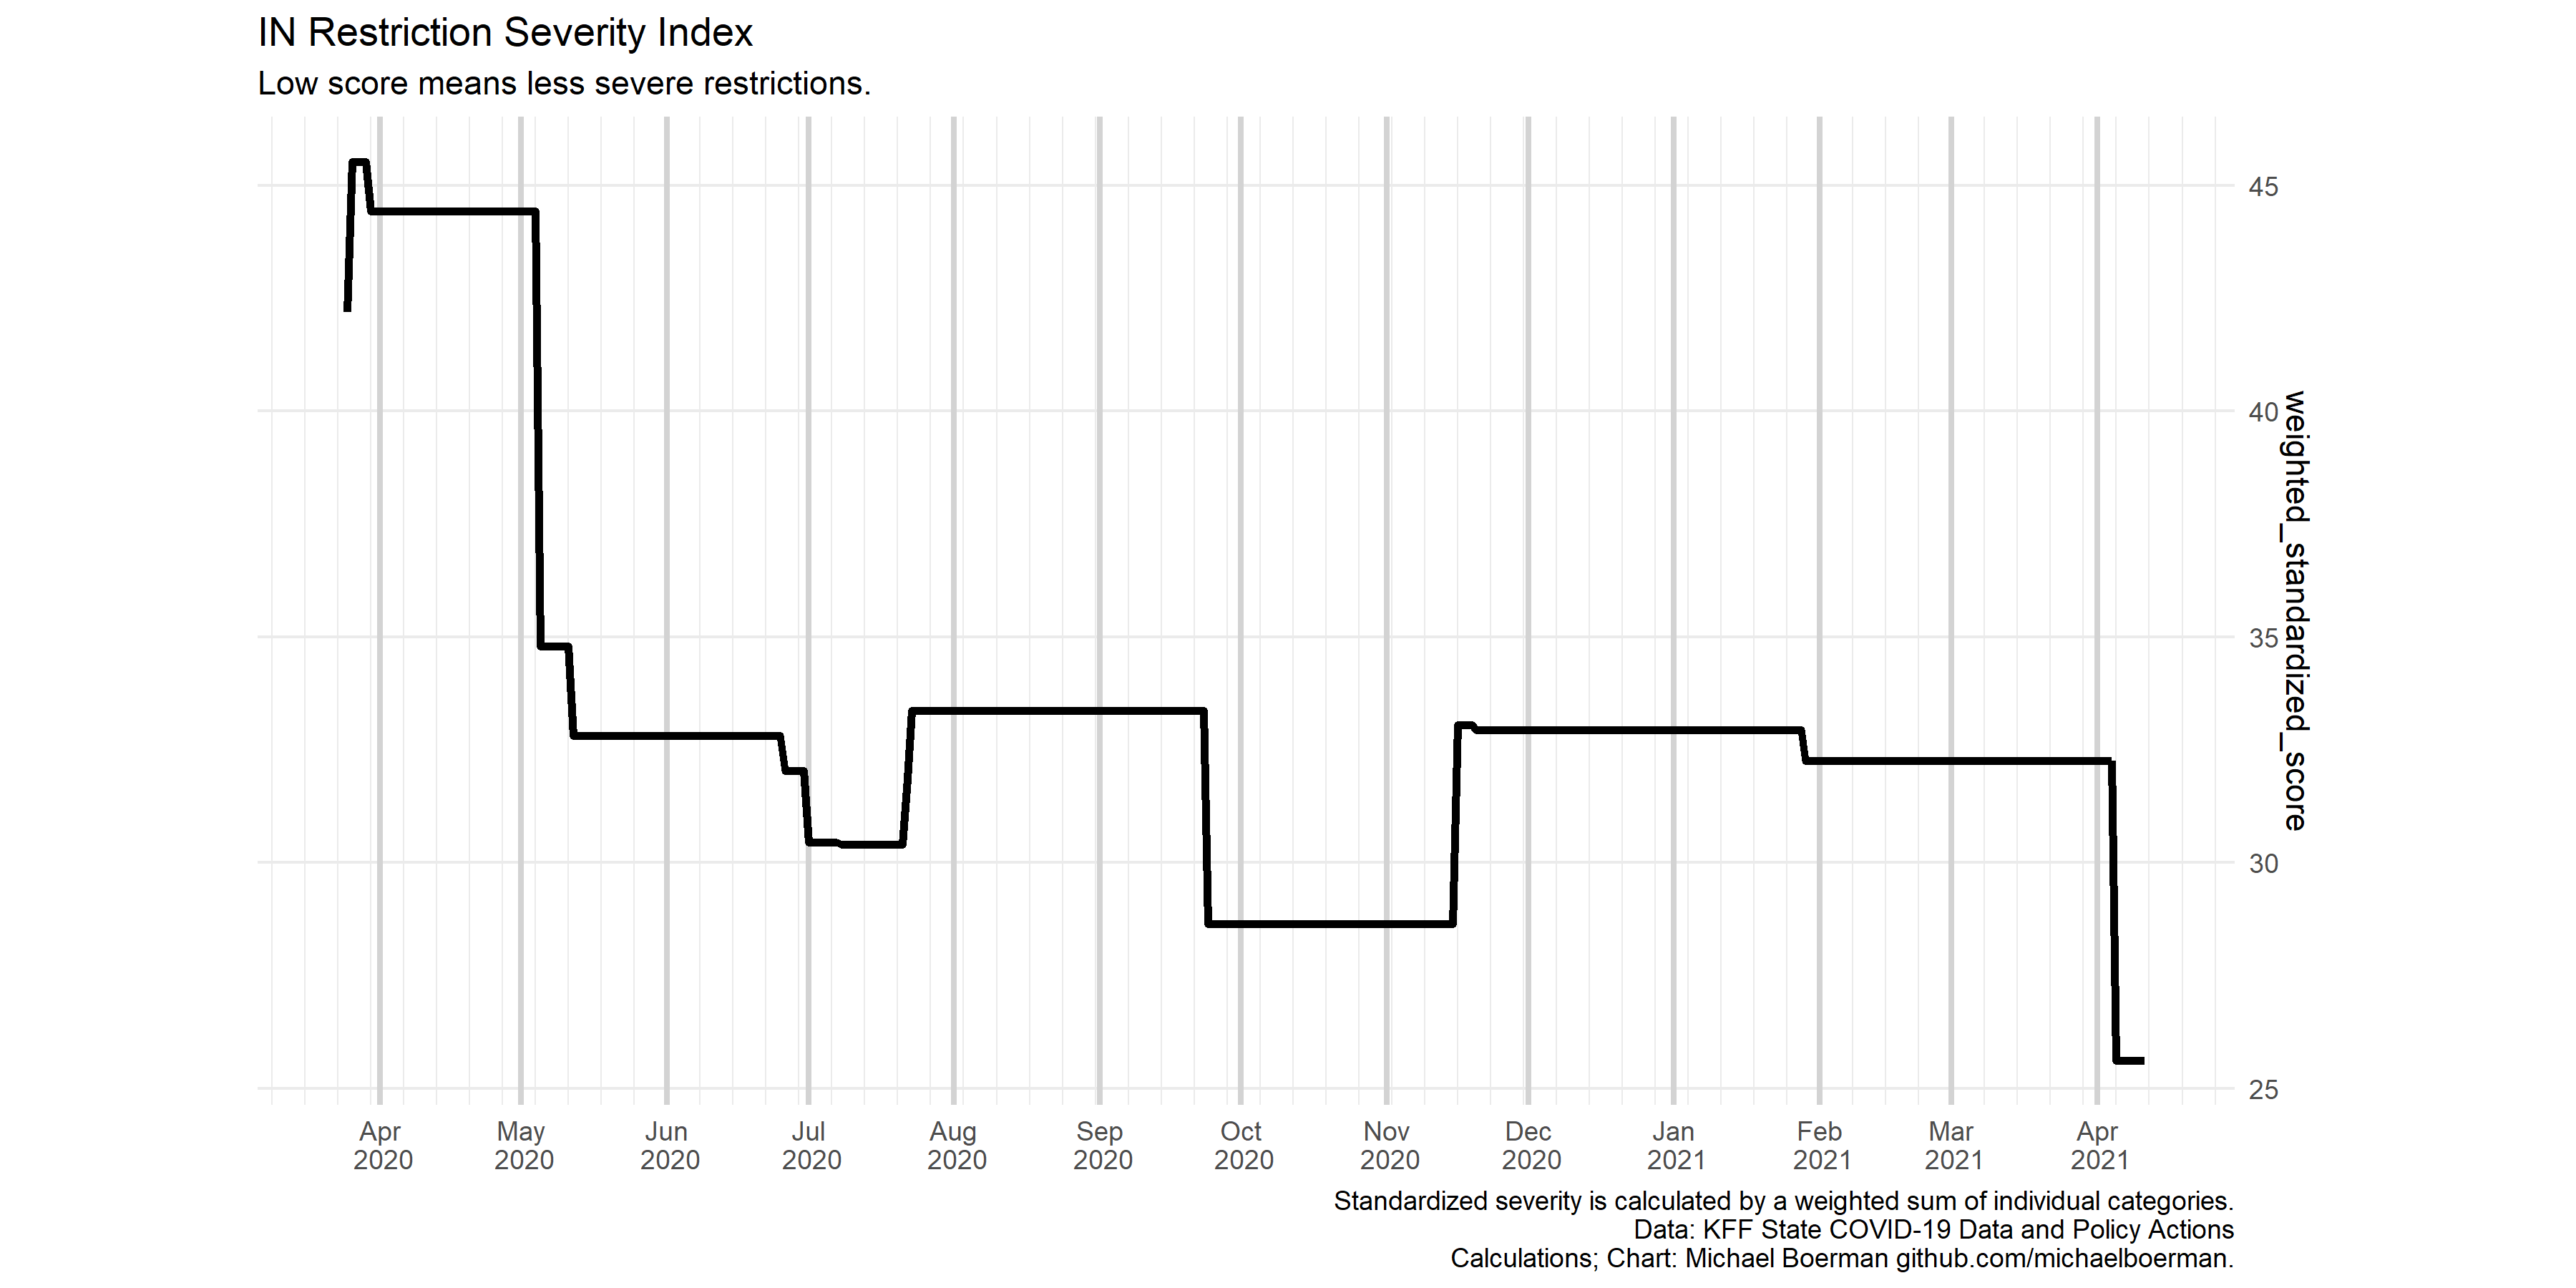 IN Restriction Severity Index
Low score means less severe restrictions.
45
40
35
30
25
weighted_standardized_score
Apr May Jun Jul Aug Sep Oct Nov Dec Jan Feb Mar Apr
2020 2020 2020 2020 2020 2020 2020 2020 2020 2021 2021 2021 2021
Standardized severity is calculated by a weighted sum of individual categories.
Data: KFF State COVID-19 Data and Policy Actions
Calculations; Chart: Michael Boerman github.com/michaelboerman.